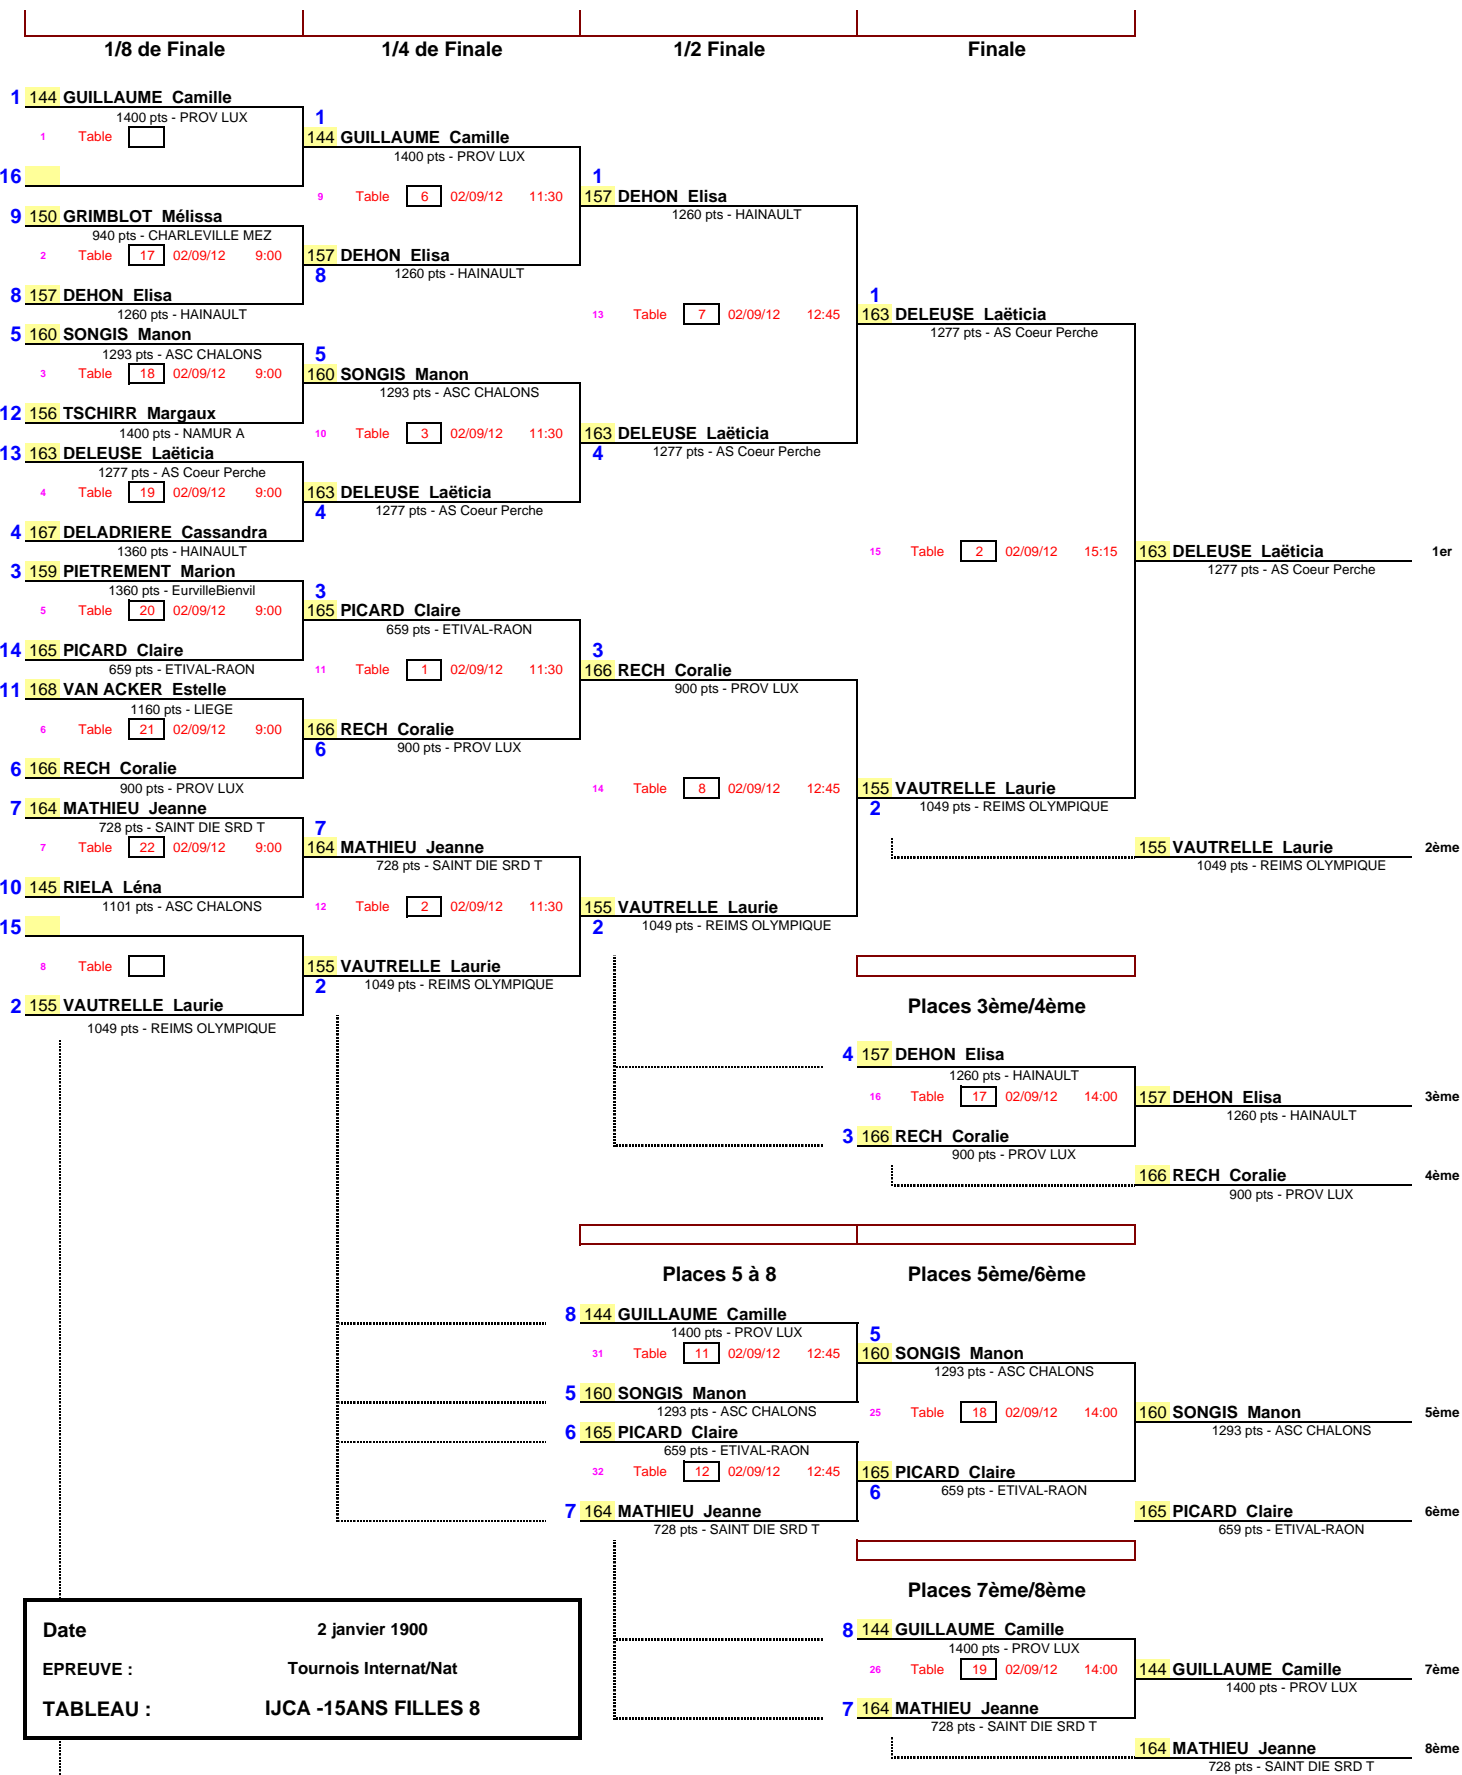 1/8 de Finale
1/4 de Finale
1/2 Finale
Finale
1 144 GUILLAUME Camille
1400 pts - PROV LUX
1 Table
16
9 150 GRIMBLOT Mélissa
940 pts - CHARLEVILLE MEZ
2 Table 17 02/09/12 9:00
8 157 DEHON Elisa
1260 pts - HAINAULT
5 160 SONGIS Manon
1293 pts - ASC CHALONS
3 Table 18 02/09/12 9:00
12 156 TSCHIRR Margaux
1400 pts - NAMUR A
13 163 DELEUSE Laëticia
1277 pts - AS Coeur Perche
4 Table 19 02/09/12 9:00
4 167 DELADRIERE Cassandra
1360 pts - HAINAULT
3 159 PIETREMENT Marion
1360 pts - EurvilleBienvil
5 Table 20 02/09/12 9:00
14 165 PICARD Claire
659 pts - ETIVAL-RAON
11 168 VAN ACKER Estelle
1160 pts - LIEGE
6 Table 21 02/09/12 9:00
6 166 RECH Coralie
900 pts - PROV LUX
7 164 MATHIEU Jeanne
728 pts - SAINT DIE SRD T
7 Table 22 02/09/12 9:00
10 145 RIELA Léna
1101 pts - ASC CHALONS
15
8 Table
2 155 VAUTRELLE Laurie
1049 pts - REIMS OLYMPIQUE
1
144 GUILLAUME Camille
1400 pts - PROV LUX
9 Table 6 02/09/12 11:30
157 DEHON Elisa
8 1260 pts - HAINAULT
5
160 SONGIS Manon
1293 pts - ASC CHALONS
10 Table 3 02/09/12 11:30
163 DELEUSE Laëticia
4 1277 pts - AS Coeur Perche
3
165 PICARD Claire
659 pts - ETIVAL-RAON
11 Table 1 02/09/12 11:30
166 RECH Coralie
6 900 pts - PROV LUX
7
164 MATHIEU Jeanne
728 pts - SAINT DIE SRD T
12 Table 2 02/09/12 11:30
155 VAUTRELLE Laurie
2 1049 pts - REIMS OLYMPIQUE
1
157 DEHON Elisa
1260 pts - HAINAULT
13 Table 7 02/09/12 12:45
163 DELEUSE Laëticia
4 1277 pts - AS Coeur Perche
3
166 RECH Coralie
900 pts - PROV LUX
14 Table 8 02/09/12 12:45
155 VAUTRELLE Laurie
2 1049 pts - REIMS OLYMPIQUE
1
163 DELEUSE Laëticia
1277 pts - AS Coeur Perche
15 Table 2 02/09/12 15:15
155 VAUTRELLE Laurie
2 1049 pts - REIMS OLYMPIQUE
163 DELEUSE Laëticia 1er
1277 pts - AS Coeur Perche
155 VAUTRELLE Laurie 2ème
1049 pts - REIMS OLYMPIQUE
Places 3ème/4ème
4 157 DEHON Elisa
1260 pts - HAINAULT
16 Table 17 02/09/12 14:00
3 166 RECH Coralie
900 pts - PROV LUX
157 DEHON Elisa 3ème
1260 pts - HAINAULT
166 RECH Coralie 4ème
900 pts - PROV LUX
Places 5 à 8
8 144 GUILLAUME Camille
1400 pts - PROV LUX
31 Table 11 02/09/12 12:45
5 160 SONGIS Manon
1293 pts - ASC CHALONS
6 165 PICARD Claire
659 pts - ETIVAL-RAON
32 Table 12 02/09/12 12:45
7 164 MATHIEU Jeanne
728 pts - SAINT DIE SRD T
Places 5ème/6ème
5
160 SONGIS Manon
1293 pts - ASC CHALONS
25 Table 18 02/09/12 14:00
165 PICARD Claire
6 659 pts - ETIVAL-RAON
160 SONGIS Manon 5ème
1293 pts - ASC CHALONS
165 PICARD Claire 6ème
659 pts - ETIVAL-RAON
Places 7ème/8ème
8 144 GUILLAUME Camille
1400 pts - PROV LUX
26 Table 19 02/09/12 14:00
7 164 MATHIEU Jeanne
728 pts - SAINT DIE SRD T
144 GUILLAUME Camille 7ème
1400 pts - PROV LUX
164 MATHIEU Jeanne 8ème
728 pts - SAINT DIE SRD T
Date 2 janvier 1900
EPREUVE : Tournois Internat/Nat
TABLEAU : IJCA -15ANS FILLES 8